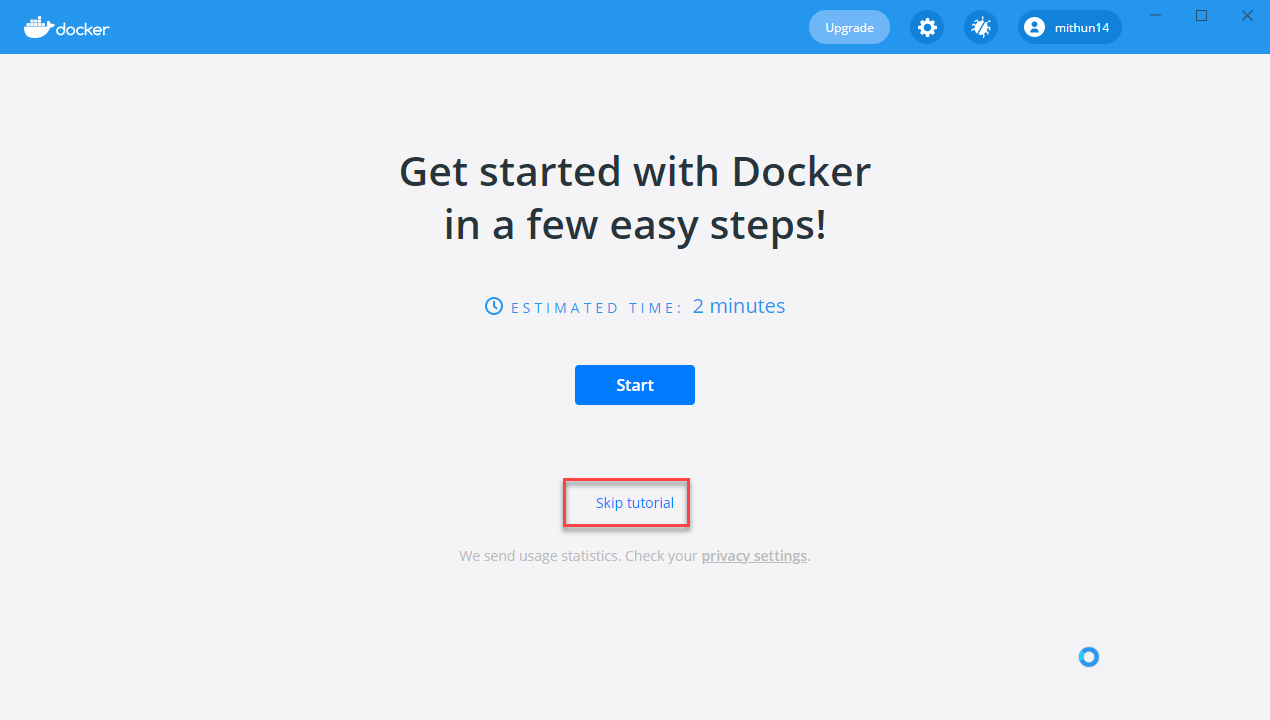 docker
Upgrade
mithun14
Get started with Docker
in a few easy steps!
ESTIMATED TIME: 2 minutes
Start
Skip tutorial
We send usage statistics. Check your privacy settings.